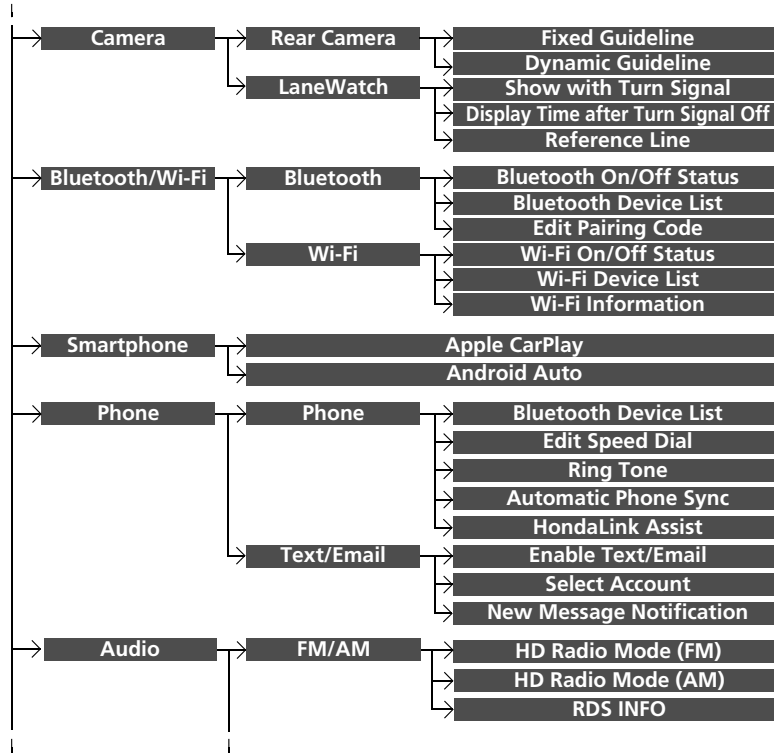 Camera
Rear Camera
Fixed Guideline
Dynamic Guideline
LaneWatch
Show with Turn Signal
Display Time after Turn Signal Off
Reference Line
Bluetooth/Wi-Fi
Bluetooth
Bluetooth On/Off Status
Bluetooth Device List
Edit Pairing Code
Wi-Fi
Wi-Fi On/Off Status
Wi-Fi Device List
Wi-Fi Information
Smartphone
Apple CarPlay
Android Auto
Phone
Phone
Bluetooth Device List
Edit Speed Dial
Ring Tone
Automatic Phone Sync
HondaLink Assist
Text/Email
Enable Text/Email
Select Account
New Message Notification
Audio
FM/AM
HD Radio Mode (FM)
HD Radio Mode (AM)
RDS INFO